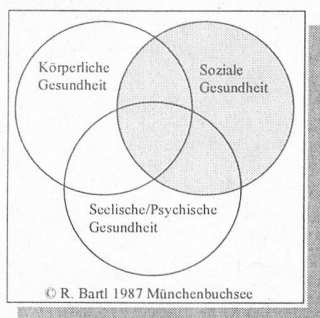 Körperliche
Gesundheit
Soziale
Gesundheit
Seelische/Psychische
Gesundheit
© R. Bartl 1987 Münchenbuchsee